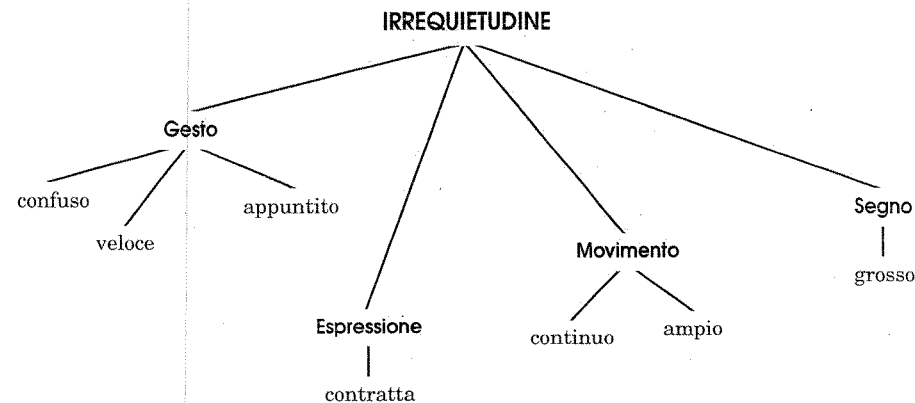 IRREQUIETUDINE
Gesto
confuso
veloce
appuntito
Espressione
contratta
Movimento
continuo
ampio
Segno
grosso